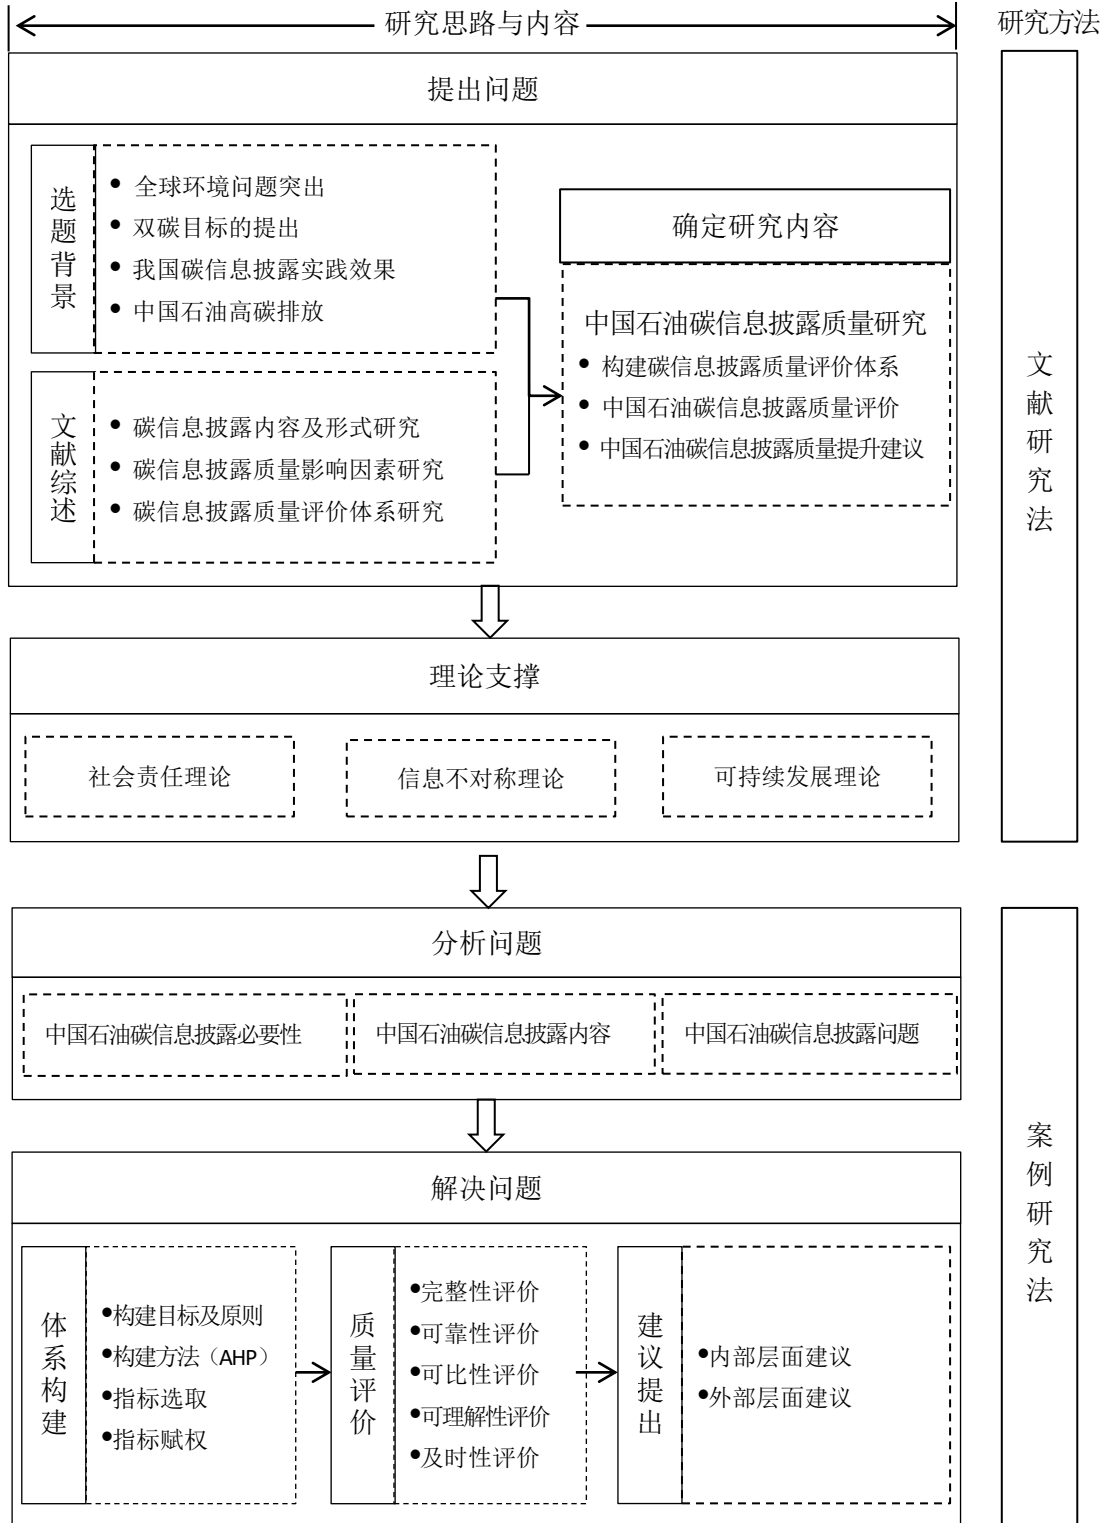 研究思路与内容
研究方法
提出问题
选题背景
● 全球环境问题突出
● 双碳目标的提出
● 我国碳信息披露实践效果
● 中国石油高碳排放
文献综述
● 碳信息披露内容及形式研究
● 碳信息披露质量影响因素研究
● 碳信息披露质量评价体系研究
确定研究内容
中国石油碳信息披露质量研究
● 构建碳信息披露质量评价体系
● 中国石油碳信息披露质量评价
● 中国石油碳信息披露质量提升建议
文献研究法
理论支撑
社会责任理论
信息不对称理论
可持续发展理论
分析问题
中国石油碳信息披露必要性
中国石油碳信息披露内容
中国石油碳信息披露问题
案例研究法
解决问题
体系构建
●构建目标及原则
●构建方法（AHP）
●指标选取
●指标赋权
质量评价
●完整性评价
●可靠性评价
●可比性评价
●可理解性评价
●及时性评价
建议提出
●内部层面建议
●外部层面建议